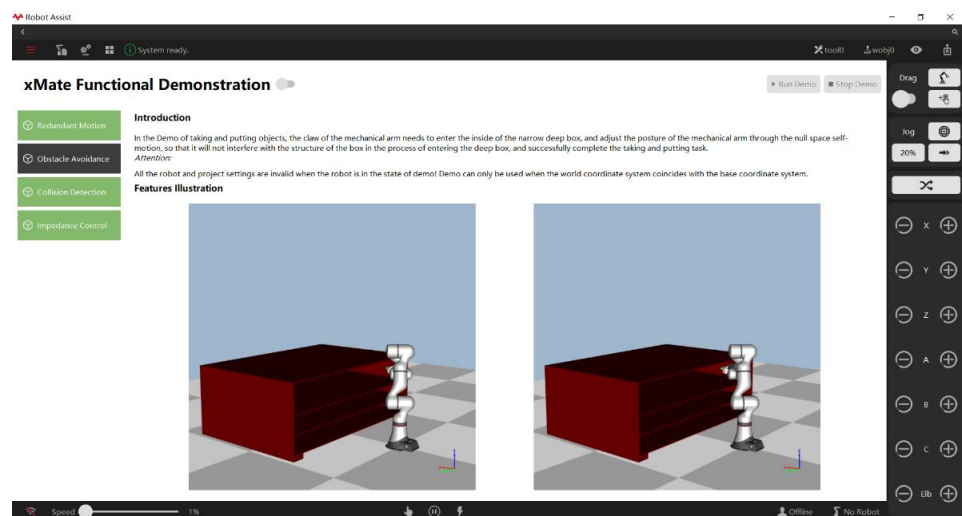 Robot Assist
System ready.
tool0
wobj0
xMate Functional Demonstration
Run Demo
Stop Demo
Redundant Motion
Obstacle Avoidance
Collision Detection
Impedance Control
Introduction
In the Demo of taking and putting objects, the claw of the mechanical arm needs to enter the inside of the narrow deep box, and adjust the posture of the mechanical arm through the null space self-
motion, so that it will not interfere with the structure of the box in the process of entering the deep box, and successfully complete the taking and putting task.
Attention:
All the robot and project settings are invalid when the robot is in the state of demo! Demo can only be used when the world coordinate system coincides with the base coordinate system.
Features Illustration
Drag
Jog
20%
X
Y
Z
A
B
C
Elb
Speed
1%
Offline
No Robot